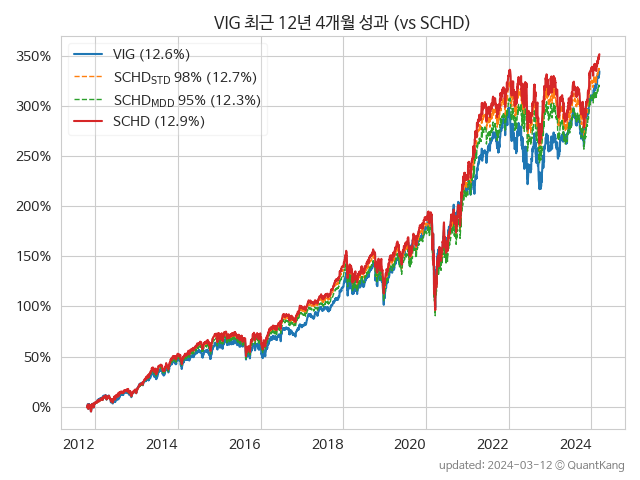 VIG 최근 12년 4개월 성과 (vs SCHD)
350%
300%
250%
200%
150%
100%
50%
0%
VIG (12.6%)
SCHD_STD 98% (12.7%)
SCHD_MDD 95% (12.3%)
SCHD (12.9%)
2012 2014 2016 2018 2020 2022 2024
updated: 2024-03-12 © QuantKang